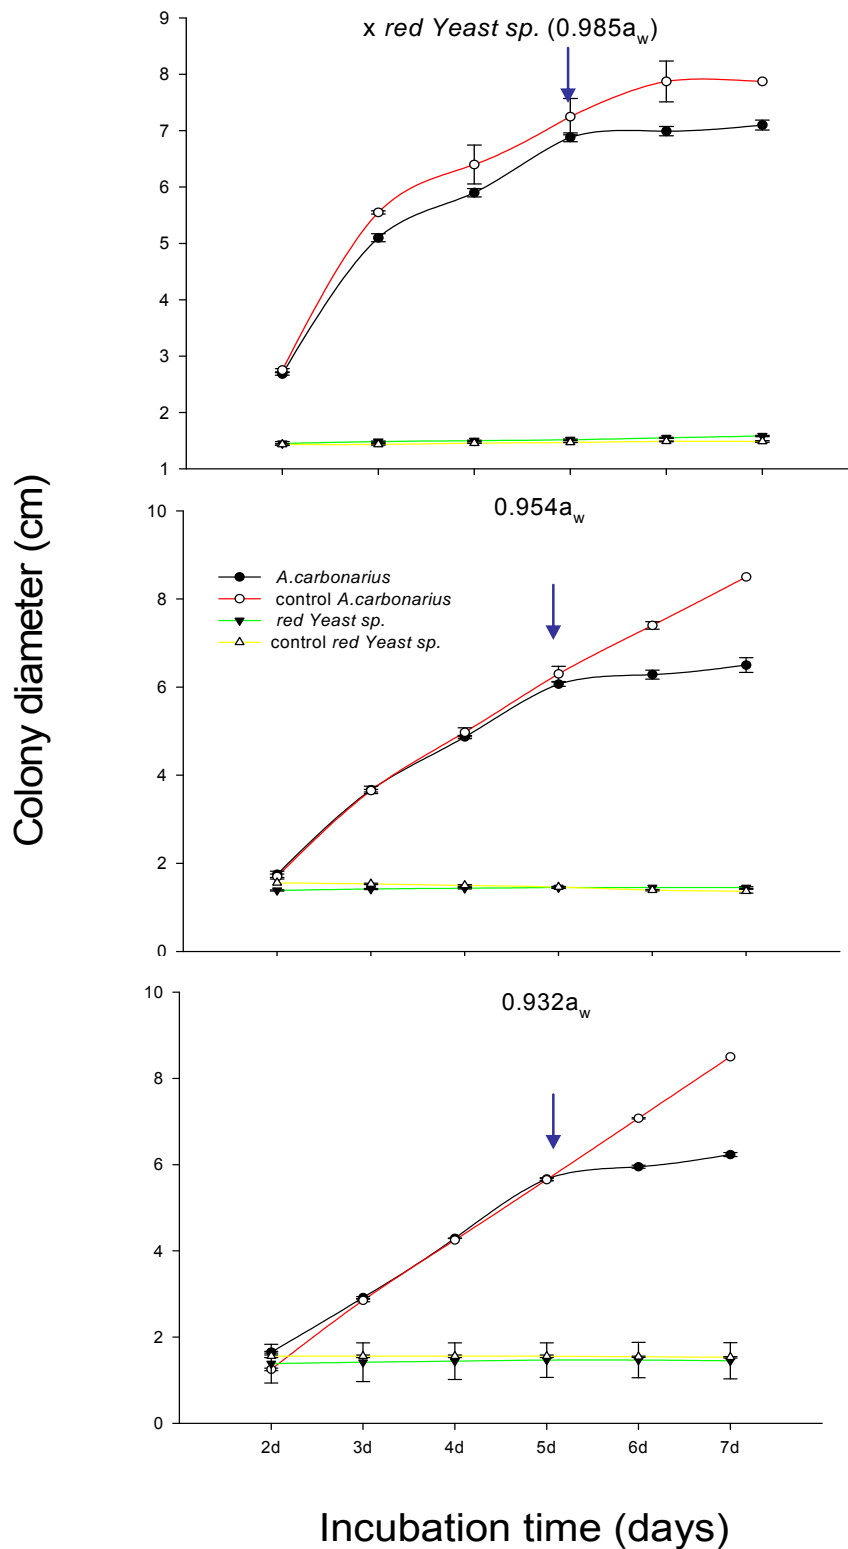 x red Yeast sp. (0.985aw)
9
8
7
6
5
4
3
2
1
Colony diameter (cm)
0.954aw
10
8
6
4
2
0
A.carbonarius
control A.carbonarius
red Yeast sp.
control red Yeast sp.
0.932aw
10
8
6
4
2
0
2d 3d 4d 5d 6d 7d
Incubation time (days)